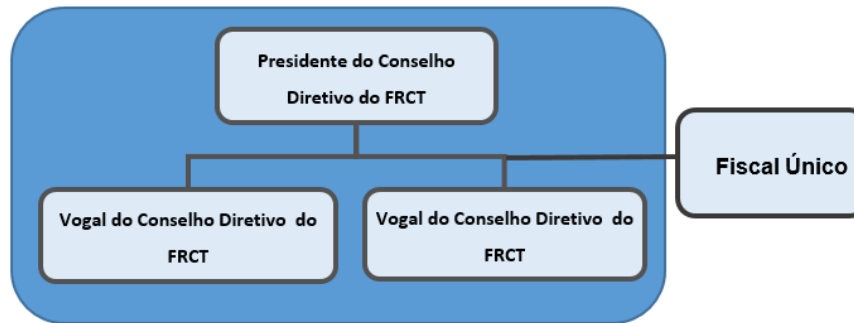 Presidente do Conselho
Diretivo do FRCT
Fiscal Único
Vogal do Conselho Diretivo do
FRCT
Vogal do Conselho Diretivo do
FRCT